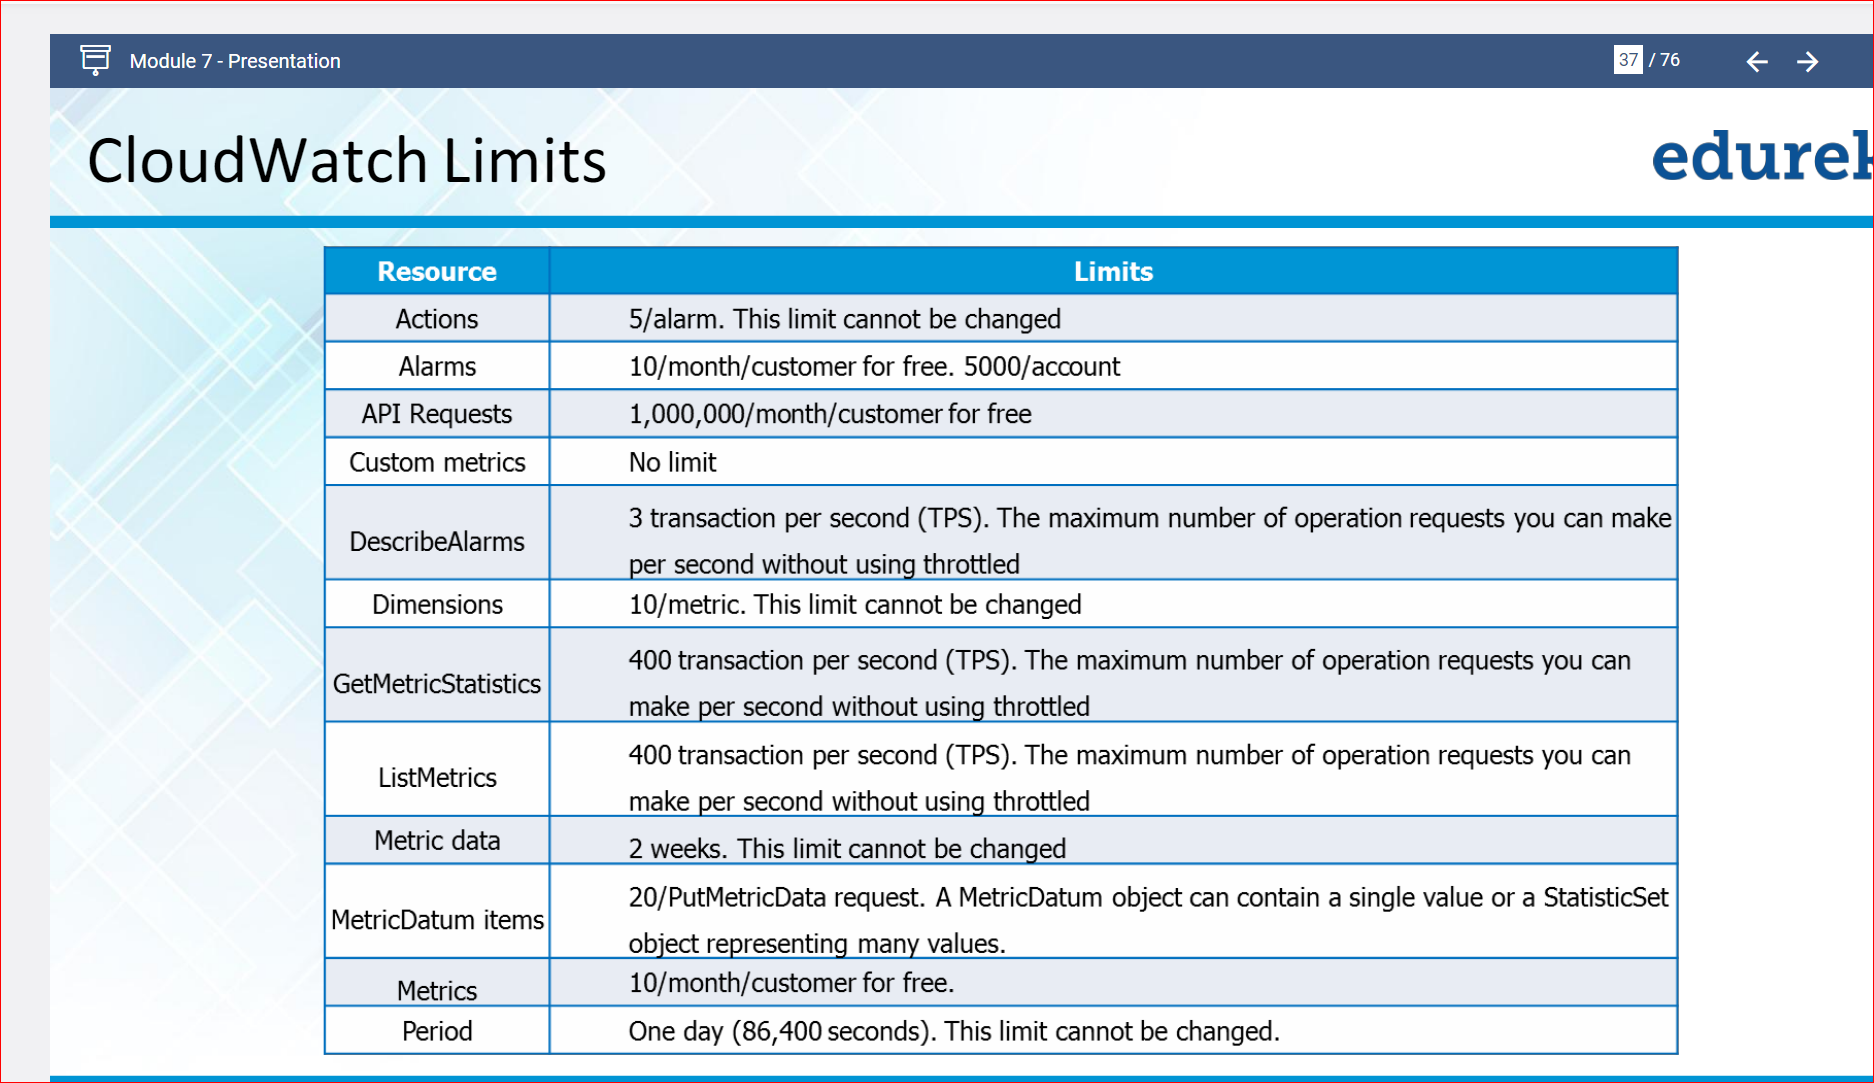 Module 7 - Presentation
37 / 76
CloudWatch Limits
Resource Limits
Actions 5/alarm. This limit cannot be changed
Alarms 10/month/customer for free. 5000/account
API Requests 1,000,000/month/customer for free
Custom metrics No limit
DescribeAlarms 3 transaction per second (TPS). The maximum number of operation requests you can make
per second without using throttled
Dimensions 10/metric. This limit cannot be changed
GetMetricStatistics 400 transaction per second (TPS). The maximum number of operation requests you can
make per second without using throttled
ListMetrics 400 transaction per second (TPS). The maximum number of operation requests you can
make per second without using throttled
Metric data 2 weeks. This limit cannot be changed
MetricDatum items 20/PutMetricData request. A MetricDatum object can contain a single value or a StatisticSet
object representing many values.
Metrics 10/month/customer for free.
Period One day (86,400 seconds). This limit cannot be changed.